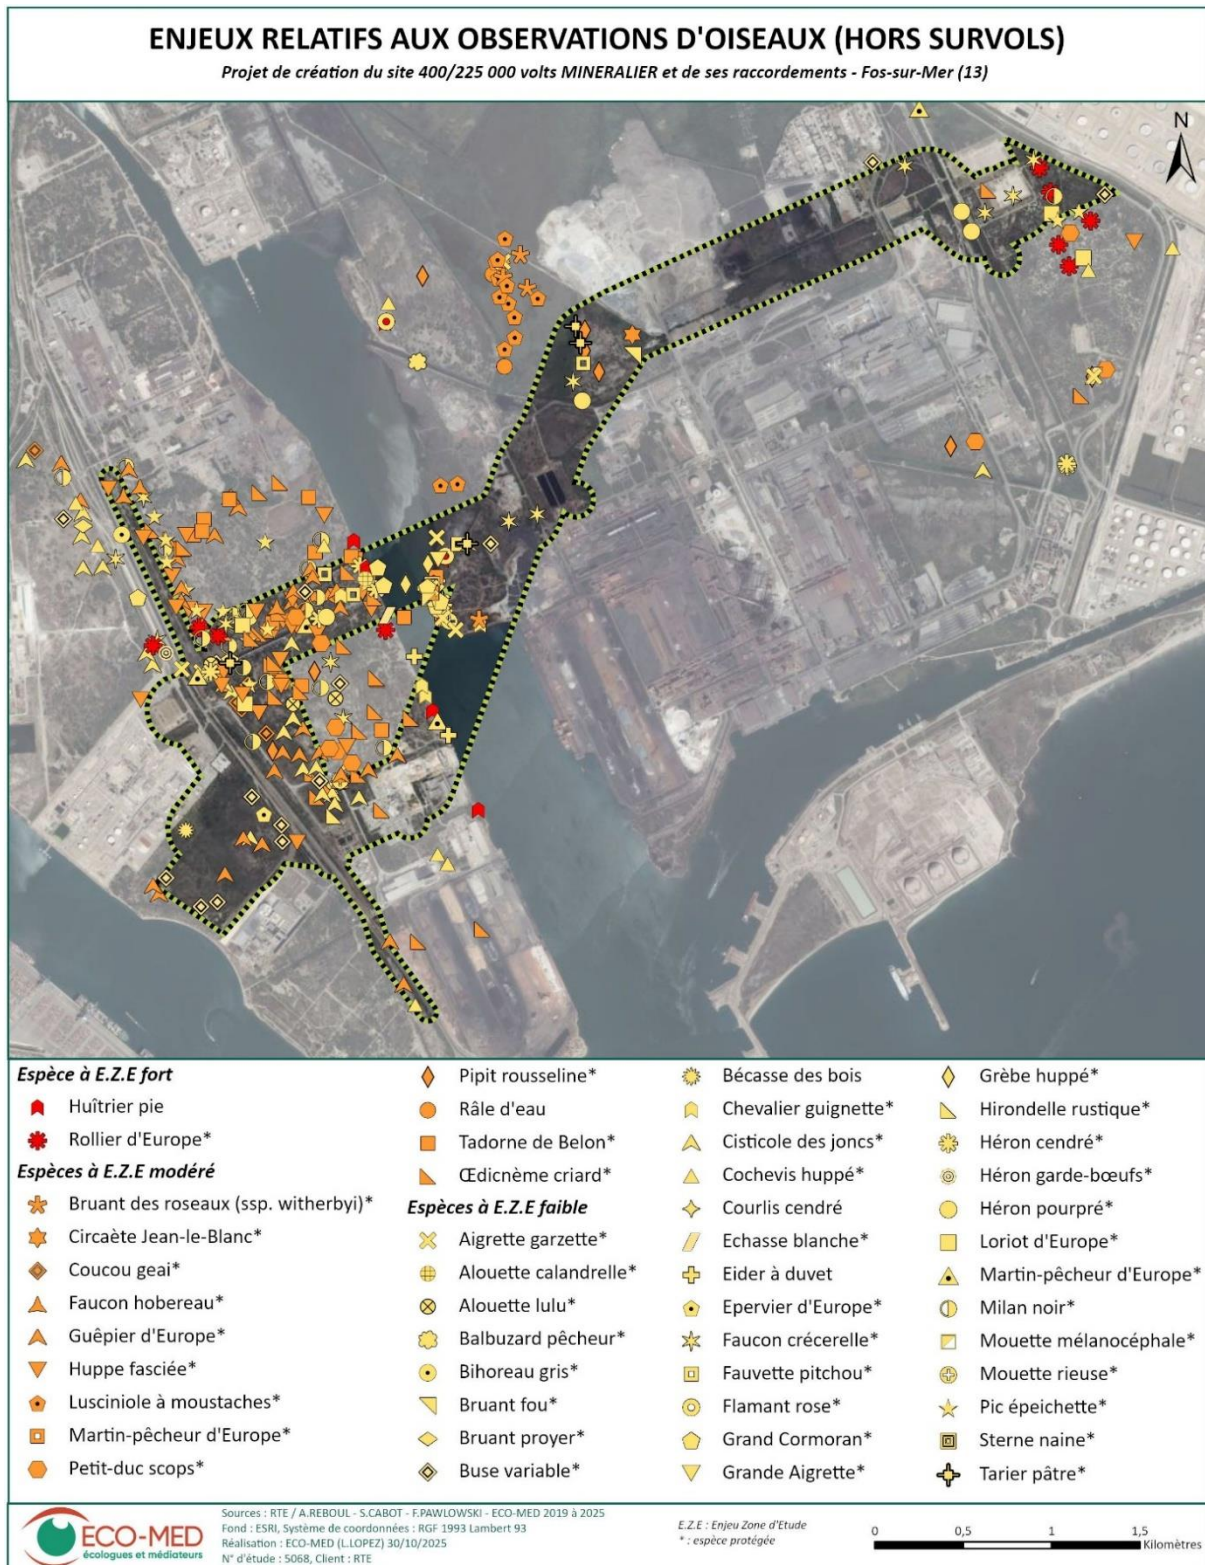 ENJEUX RELATIFS AUX OBSERVATIONS D'OISEAUX (HORS SURVOLS)
Projet de création du site 400/225 000 volts MINERALIER et de ses raccordements - Fos-sur-Mer (13)
N
Espèce à E.Z.E fort
Huîtrier pie
Rollier d'Europe*
Espèces à E.Z.E modéré
Bruant des roseaux (ssp. witherbyi)*
Circaète Jean-le-Blanc*
Coucou geai*
Faucon hobereau*
Guêpier d'Europe*
Huppe fasciée*
Lusciniole à moustaches*
Martin-pêcheur d'Europe*
Petit-duc scops*
Pipit rousseline*
Râle d'eau
Tadorne de Belon*
Œdicnème criard*
Espèces à E.Z.E faible
Aigrette garzette*
Alouette calandrelle*
Alouette lulu*
Balbuzard pêcheur*
Bihoreau gris*
Bruant fou*
Bruant proyer*
Buse variable*
Bécasse des bois
Chevalier guignette*
Cisticole des joncs*
Cochevis huppé*
Courlis cendré
Echasse blanche*
Eider à duvet
Epervier d'Europe*
Faucon crécerelle*
Fauvette pitchou*
Flamant rose*
Grand Cormoran*
Grande Aigrette*
Grèbe huppé*
Hirondelle rustique*
Héron cendré*
Héron garde-bœufs*
Héron pourpré*
Loriot d'Europe*
Martin-pêcheur d'Europe*
Milan noir*
Mouette mélanocéphale*
Mouette rieuse*
Pic épeichette*
Sterne naine*
Tarier pâtre*
ECO-MED
écologues et médiateurs
Sources : RTE / A.REBOUL - S.CABOT - F.PAWLOWSKI - ECO-MED 2019 à 2025
Fond : ESRI, Système de coordonnées : RGF 1993 Lambert 93
Réalisation : ECO-MED (L.LOPEZ) 30/10/2025
N° d'étude : 5068, Client : RTE
E.Z.E : Enjeu Zone d'Etude
* : espèce protégée
0 0,5 1 1,5
Kilomètres